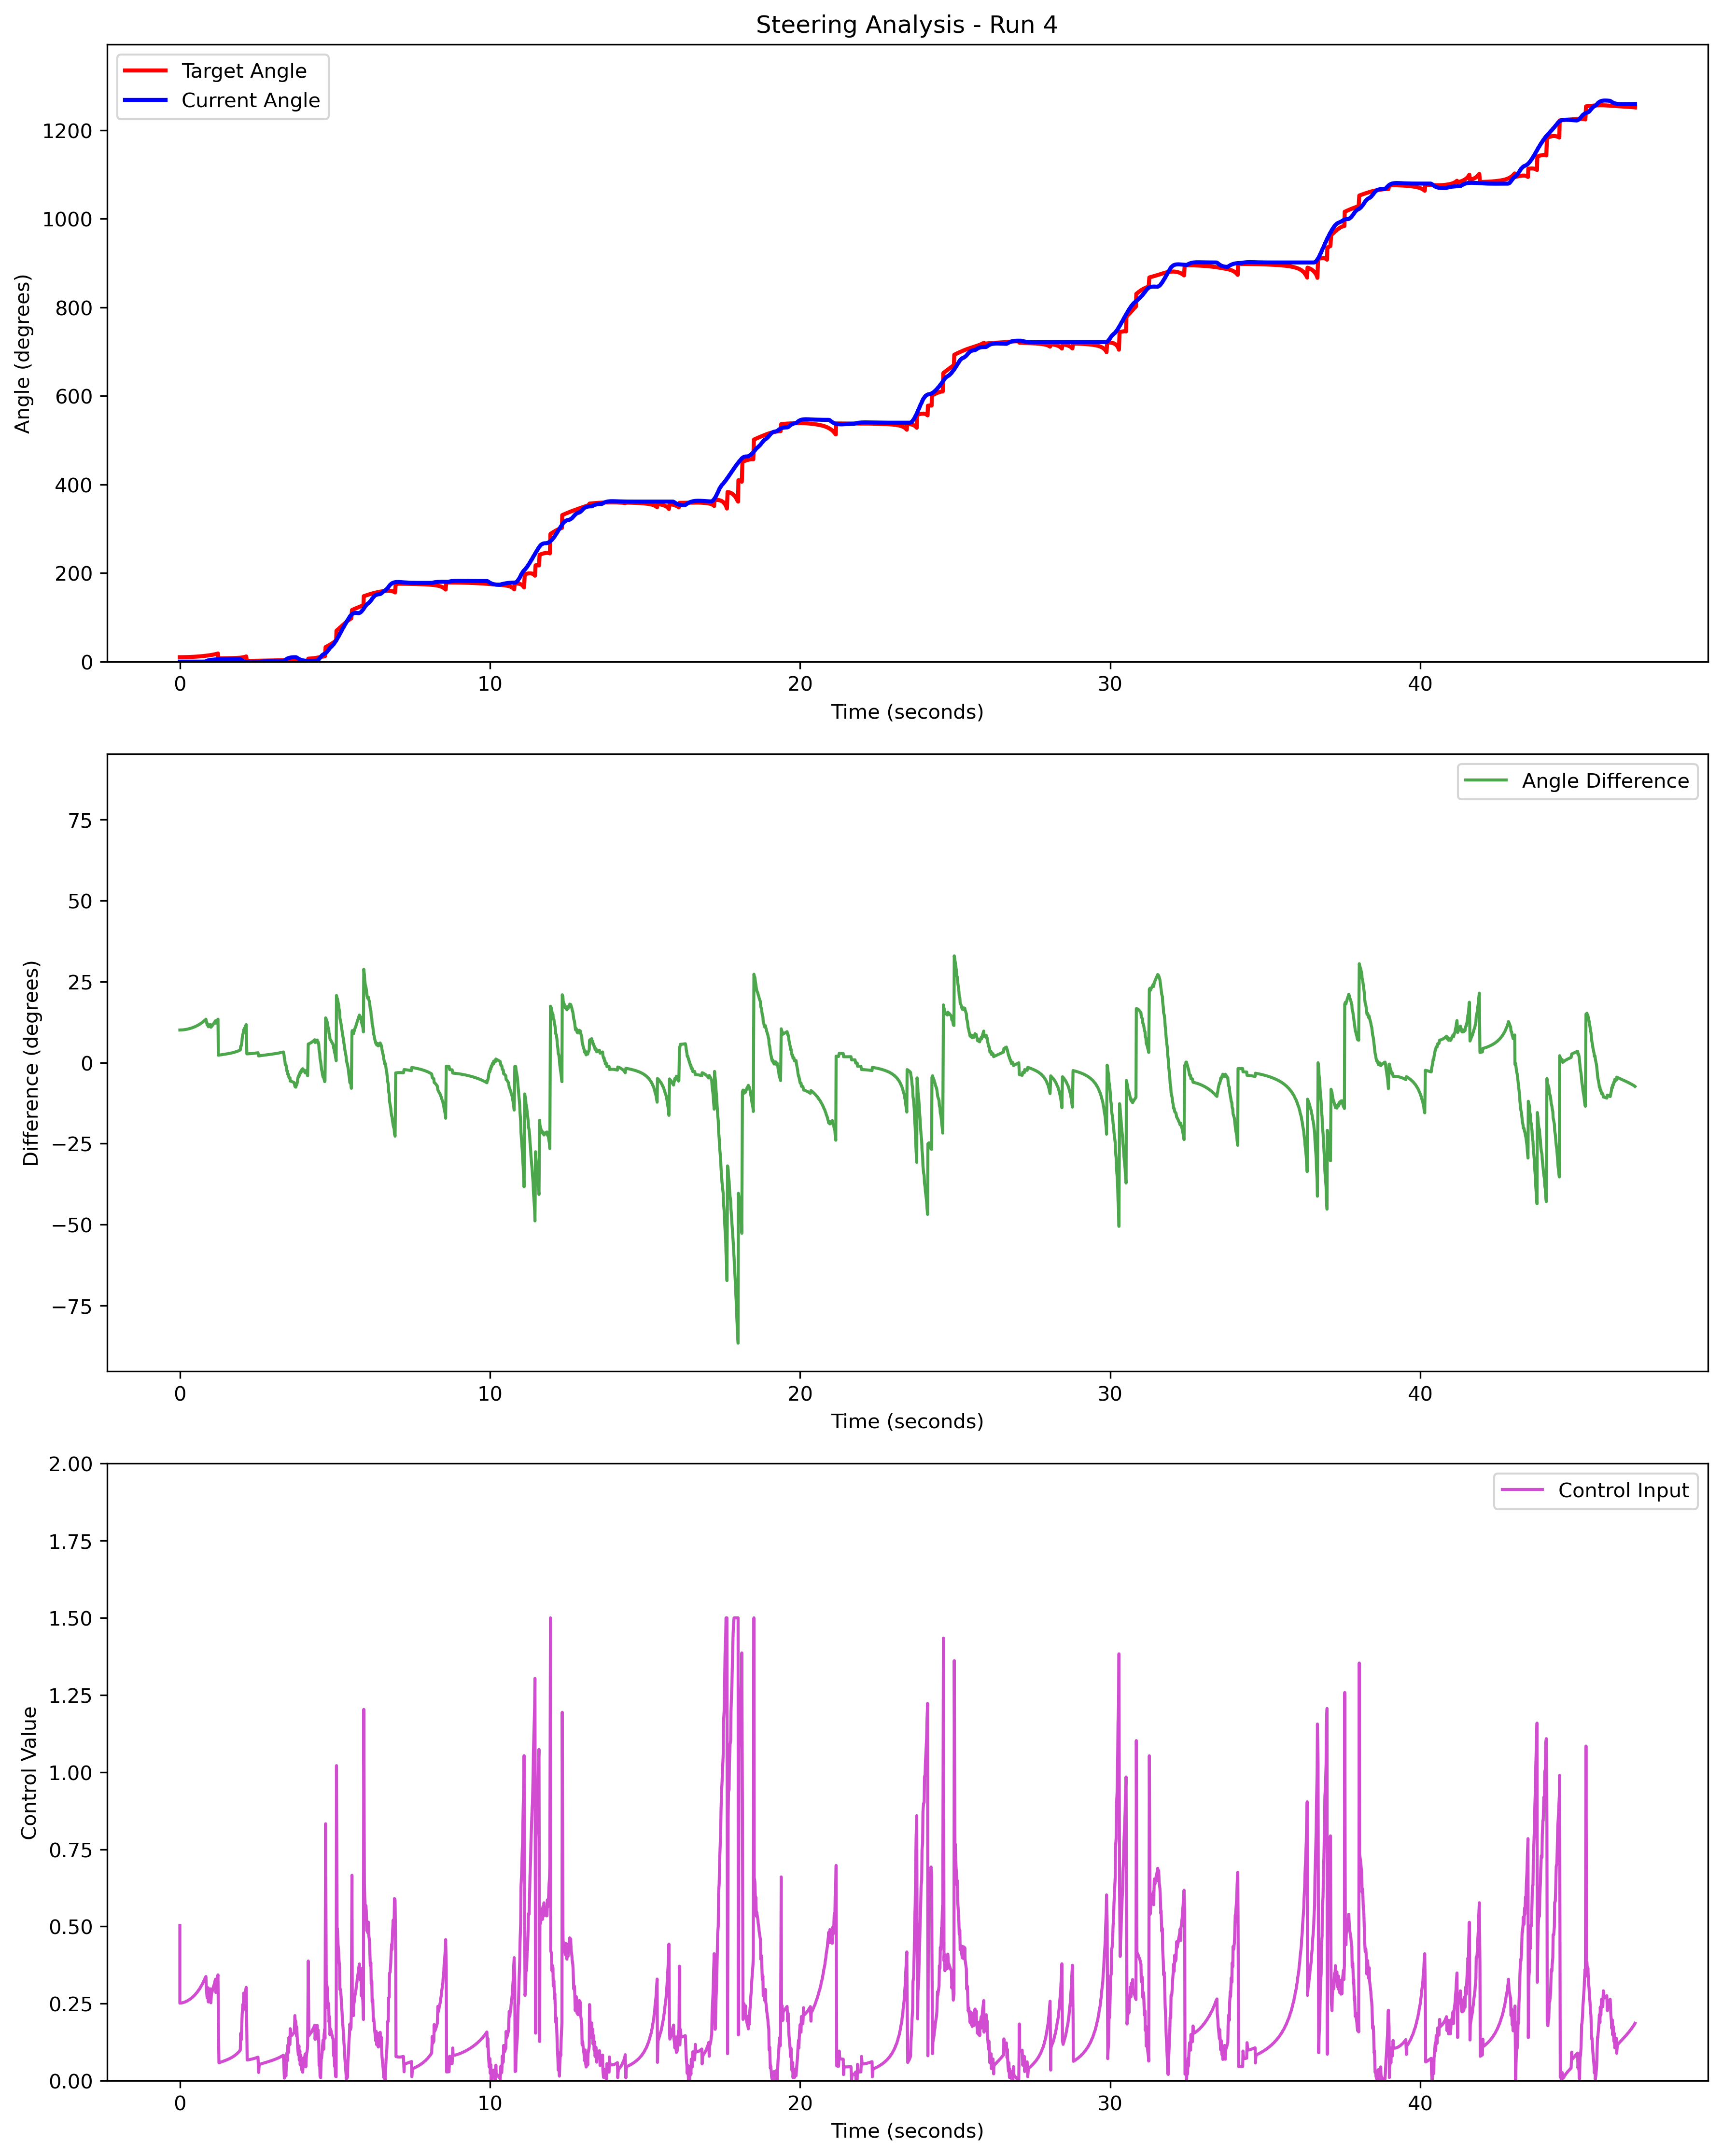 Steering Analysis - Run 4
Target Angle
Current Angle
Angle (degrees)
1200
1000
800
600
400
200
0
0 10 20 30 40
Time (seconds)
Angle Difference
Difference (degrees)
75
50
25
0
−25
−50
−75
0 10 20 30 40
Time (seconds)
Control Input
Control Value
2.00
1.75
1.50
1.25
1.00
0.75
0.50
0.25
0.00
0 10 20 30 40
Time (seconds)